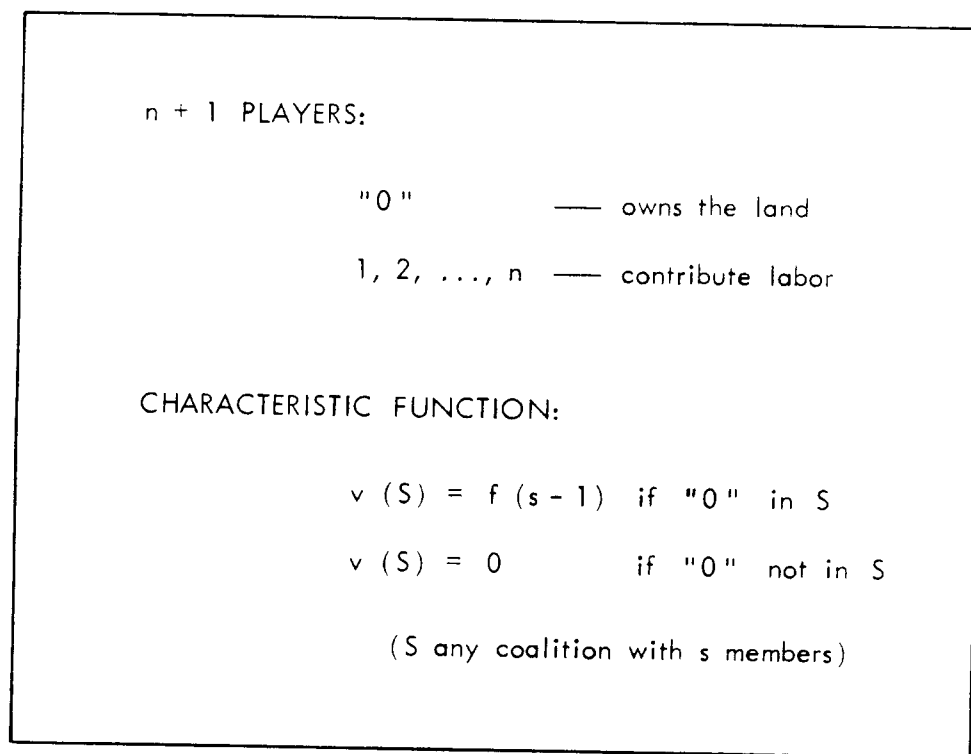 n + 1 PLAYERS:
"0" — owns the land
1, 2, ..., n — contribute labor
CHARACTERISTIC FUNCTION:
v (S) = f (s - 1) if "0" in S
v (S) = 0 if "0" not in S
(S any coalition with s members)